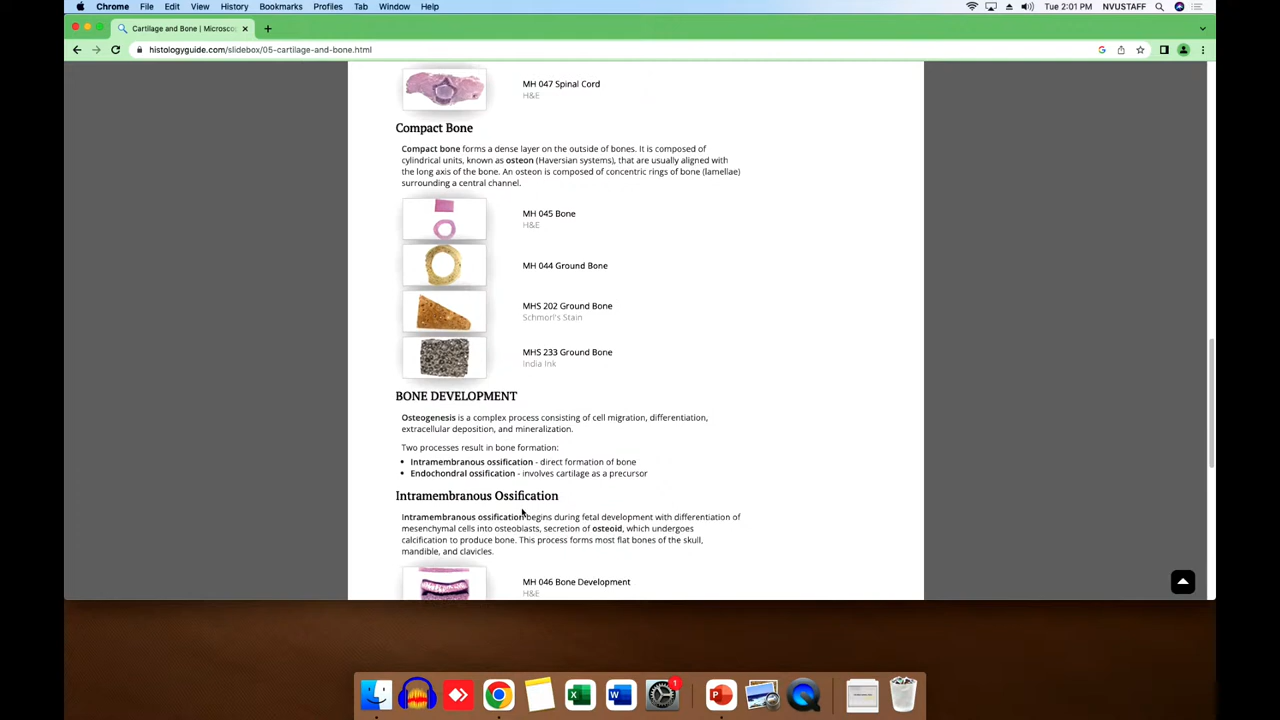 Chrome File Edit View History Bookmarks Profiles Tab Window Help Tue 2:01 PM NVUSTAFF
Cartilage and Bone | Microsco
histologyguide.com/slidebox/05-cartilage-and-bone.html
MH 047 Spinal Cord
H&E
Compact Bone
Compact bone forms a dense layer on the outside of bones. It is composed of
cylindrical units, known as osteon (Haversian systems), that are usually aligned with
the long axis of the bone. An osteon is composed of concentric rings of bone (lamellae)
surrounding a central channel.
MH 045 Bone
H&E
MH 044 Ground Bone
MHS 202 Ground Bone
Schmorl's Stain
MHS 233 Ground Bone
India Ink
BONE DEVELOPMENT
Osteogenesis is a complex process consisting of cell migration, differentiation,
extracellular deposition, and mineralization.
Two processes result in bone formation:
• Intramembranous ossification - direct formation of bone
• Endochondral ossification - involves cartilage as a precursor
Intramembranous Ossification
Intramembranous ossification begins during fetal development with differentiation of
mesenchymal cells into osteoblasts, secretion of osteoid, which undergoes
calcification to produce bone. This process forms most flat bones of the skull,
mandible, and clavicles.
MH 046 Bone Development
H&E
1